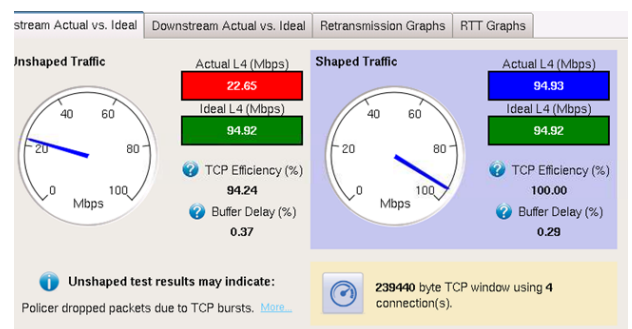 stream Actual vs. Ideal
Downstream Actual vs. Ideal
Retransmission Graphs
RTT Graphs
Unshaped Traffic
Actual L4 (Mbps)
22.65
Ideal L4 (Mbps)
94.92
0
20
40
60
80
100
Mbps
TCP Efficiency (%)
94.24
Buffer Delay (%)
0.37
Shaped Traffic
Actual L4 (Mbps)
94.93
Ideal L4 (Mbps)
94.92
0
20
40
60
80
100
Mbps
TCP Efficiency (%)
100.00
Buffer Delay (%)
0.29
Unshaped test results may indicate:
Policer dropped packets due to TCP bursts. More...
239440 byte TCP window using 4
connection(s).